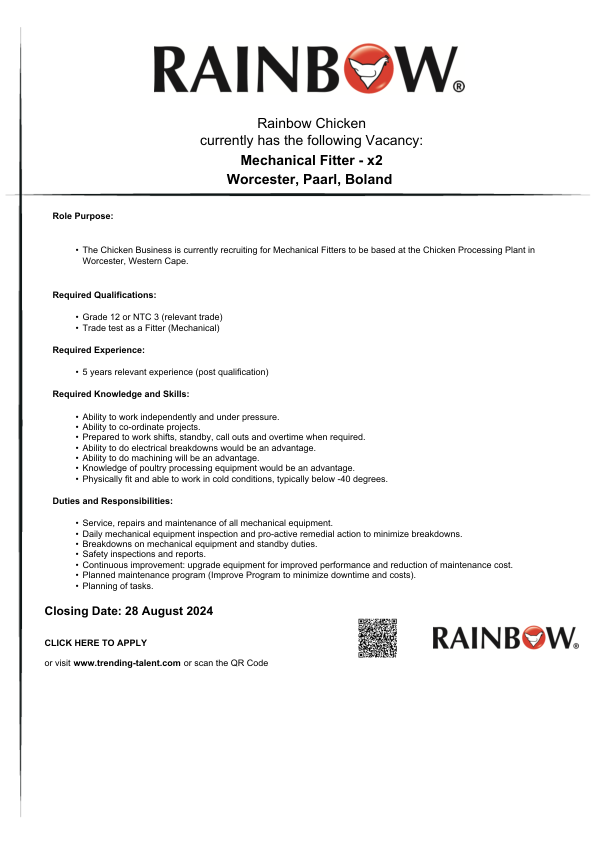 RAINBOW®
Rainbow Chicken
currently has the following Vacancy:
Mechanical Fitter - x2
Worcester, Paarl, Boland
Role Purpose:
• The Chicken Business is currently recruiting for Mechanical Fitters to be based at the Chicken Processing Plant in
Worcester, Western Cape.
Required Qualifications:
• Grade 12 or NTC 3 (relevant trade)
• Trade test as a Fitter (Mechanical)
Required Experience:
• 5 years relevant experience (post qualification)
Required Knowledge and Skills:
• Ability to work independently and under pressure.
• Ability to co-ordinate projects.
• Prepared to work shifts, standby, call outs and overtime when required.
• Ability to do electrical breakdowns would be an advantage.
• Ability to do machining will be an advantage.
• Knowledge of poultry processing equipment would be an advantage.
• Physically fit and able to work in cold conditions, typically below -40 degrees.
Duties and Responsibilities:
• Service, repairs and maintenance of all mechanical equipment.
• Daily mechanical equipment inspection and pro-active remedial action to minimize breakdowns.
• Breakdowns on mechanical equipment and standby duties.
• Safety inspections and reports.
• Continuous improvement: upgrade equipment for improved performance and reduction of maintenance cost.
• Planned maintenance program (Improve Program to minimize downtime and costs).
• Planning of tasks.
Closing Date: 28 August 2024
CLICK HERE TO APPLY
or visit www.trending-talent.com or scan the QR Code
RAINBOW®